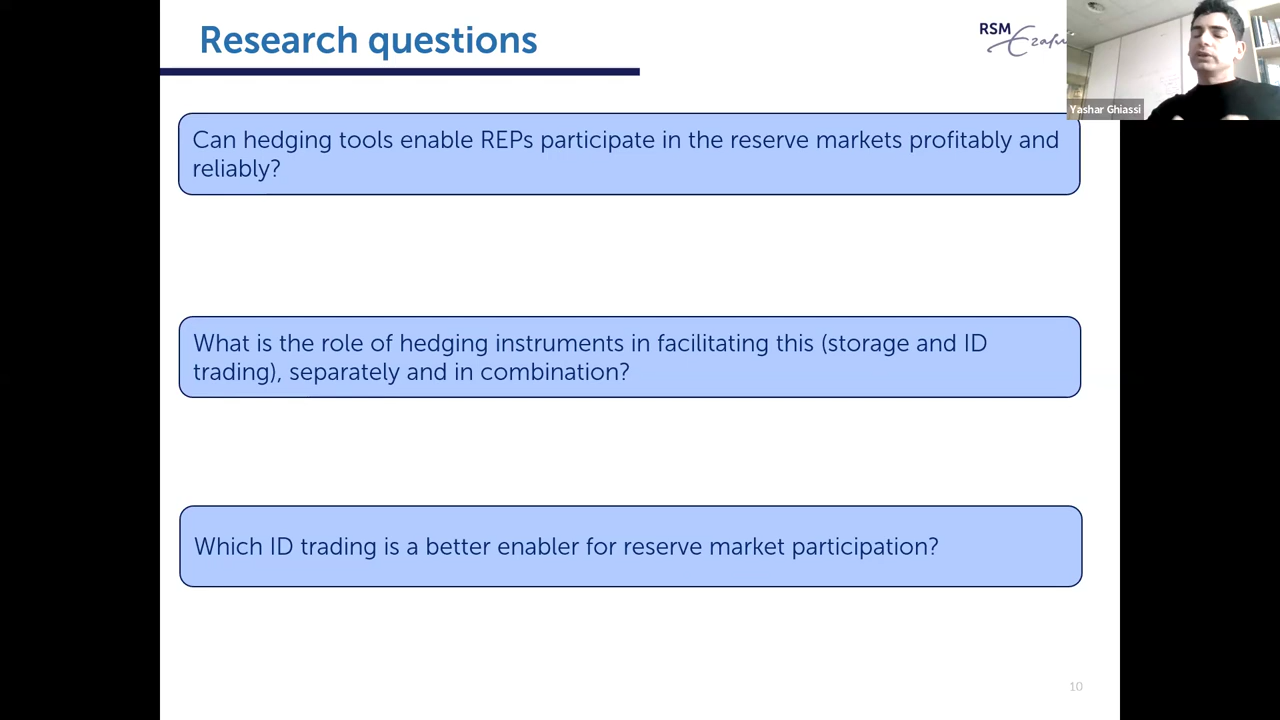 Research questions
RSM
Erasmus
Yashar Ghiassi
Can hedging tools enable REPs participate in the reserve markets profitably and
reliably?
What is the role of hedging instruments in facilitating this (storage and ID
trading), separately and in combination?
Which ID trading is a better enabler for reserve market participation?
10